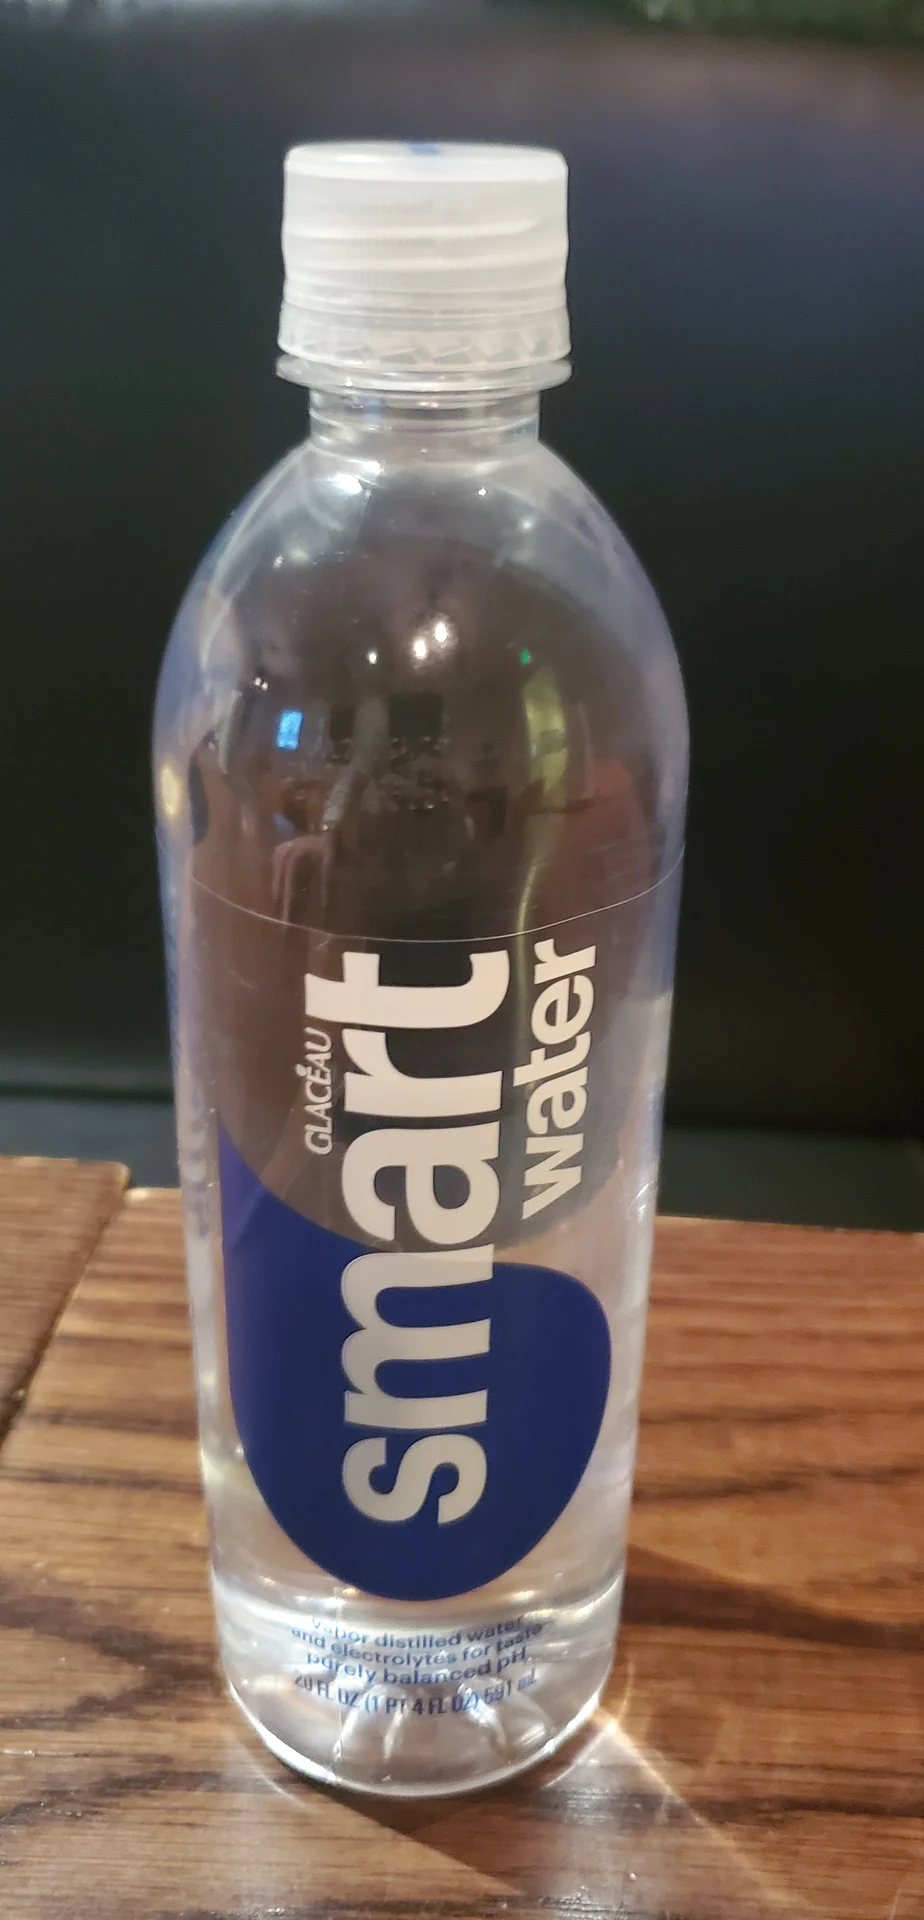 GLACÉAU
smart
water
vapor distilled water
and electrolytes for taste
purely balanced pH
20 FL OZ (1 PT 4 FL OZ) 591 mL